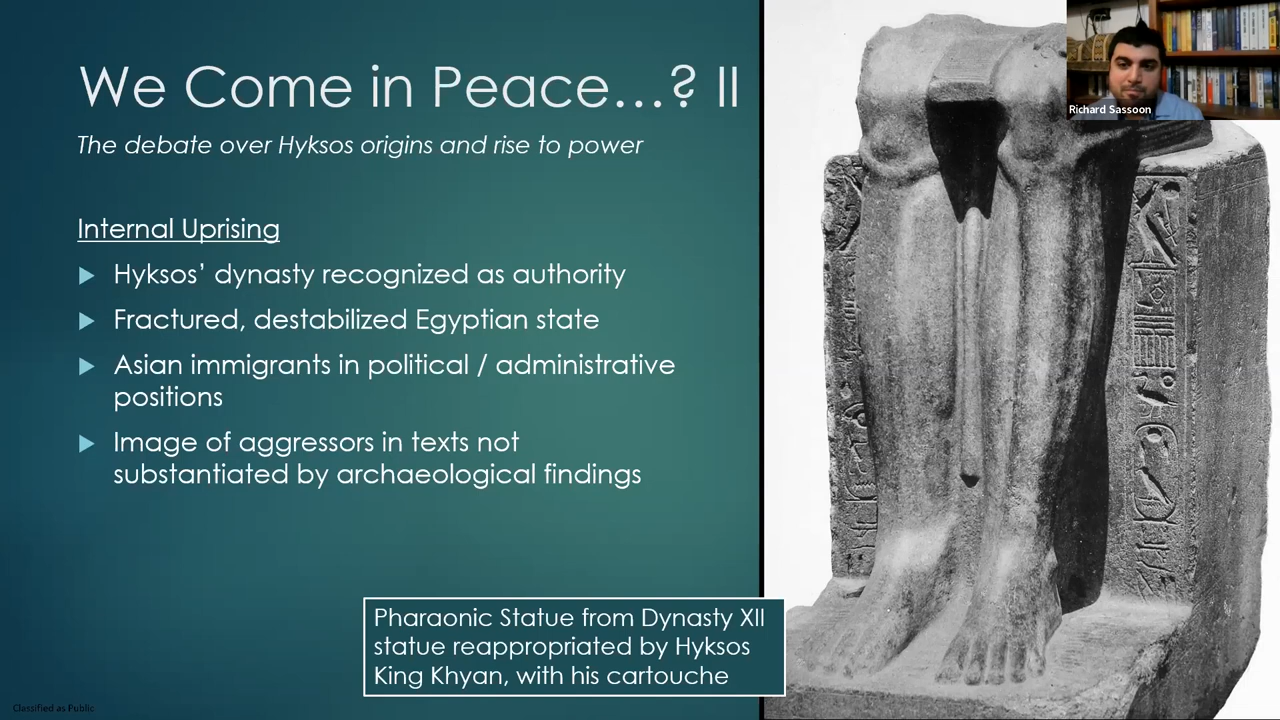 We Come in Peace...? II
The debate over Hyksos origins and rise to power
Internal Uprising
Hyksos' dynasty recognized as authority
Fractured, destabilized Egyptian state
Asian immigrants in political / administrative
positions
Image of aggressors in texts not
substantiated by archaeological findings
Pharaonic Statue from Dynasty XII
statue reappropriated by Hyksos
King Khyan, with his cartouche
Richard Sassoon
Classified as Public